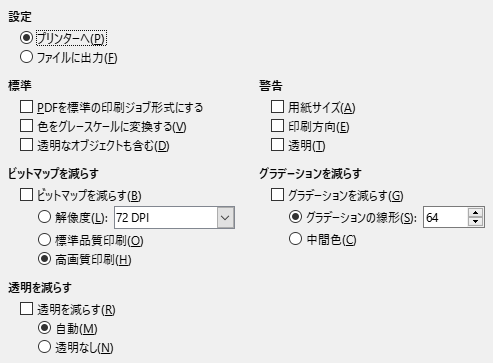 設定
プリンターへ(P)
ファイルに出力(F)
標準
PDFを標準の印刷ジョブ形式にする
色をグレースケールに変換する(V)
透明なオブジェクトも含む(D)
警告
用紙サイズ(A)
印刷方向(E)
透明(T)
ビットマップを減らす
ビットマップを減らす(B)
解像度(L): 72 DPI
標準品質印刷(O)
高画質印刷(H)
グラデーションを減らす
グラデーションを減らす(G)
グラデーションの線形(S): 64
中間色(C)
透明を減らす
透明を減らす(R)
自動(M)
透明なし(N)